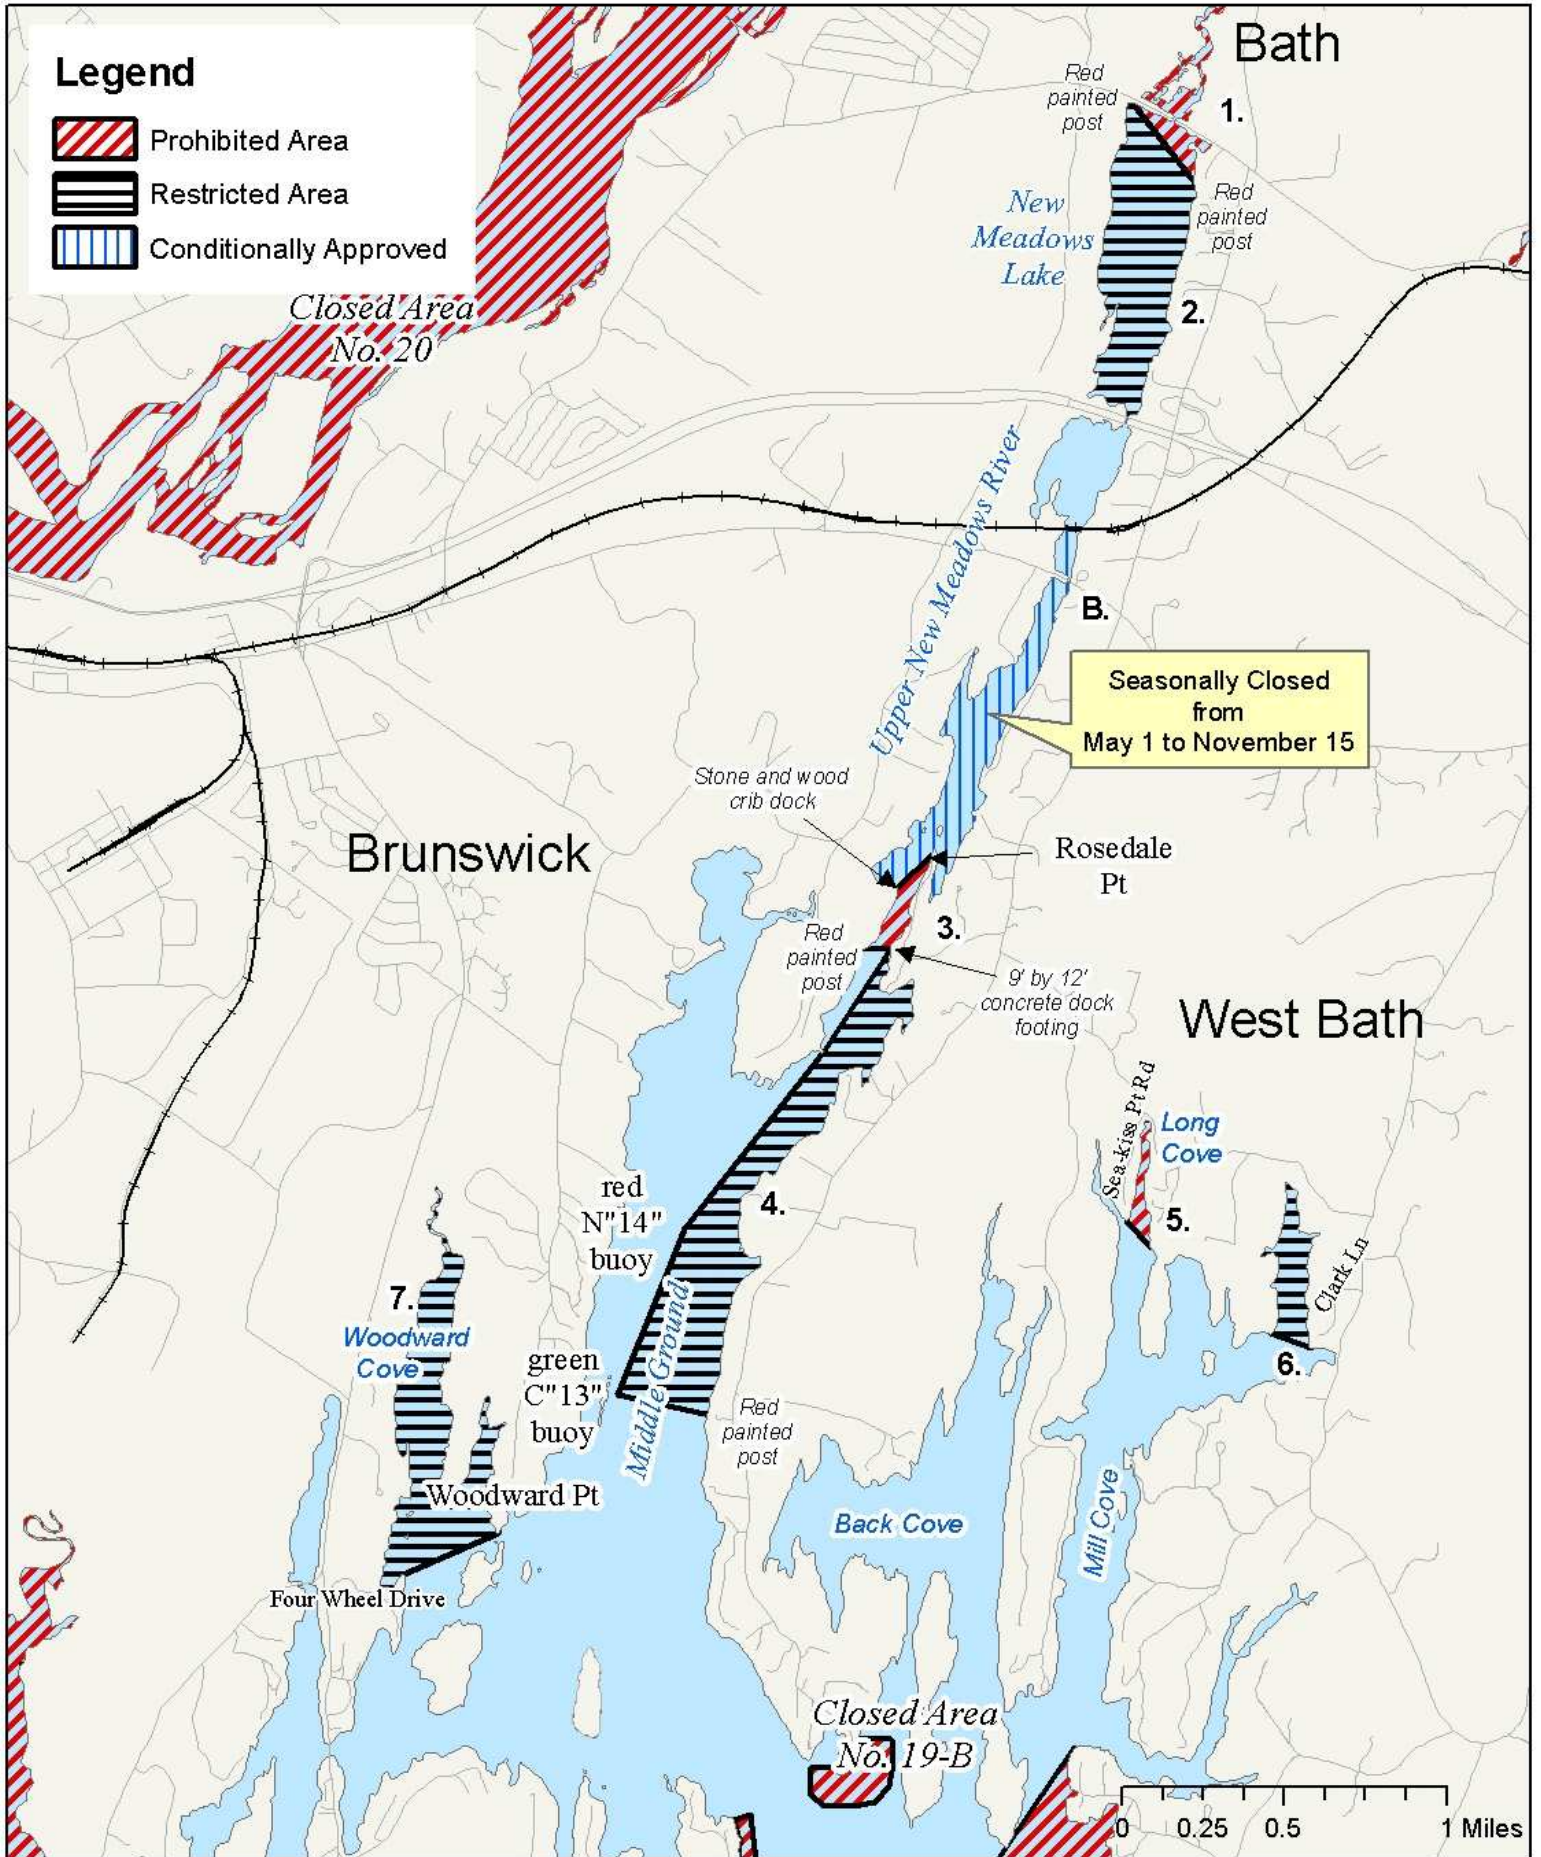 Legend
Prohibited Area
Restricted Area
Conditionally Approved
Bath
Red
painted
post
1.
Red
painted
post
New
Meadows
Lake
2.
Closed Area
No. 20
Upper New Meadows River
B.
Seasonally Closed
from
May 1 to November 15
Stone and wood
crib dock
Brunswick
Rosedale
Pt
3.
Red
painted
post
9' by 12'
concrete dock
footing
West Bath
Sea-kiss Pt Rd
Long
Cove
5.
red
N"14"
buoy
4.
7.
Woodward
Cove
Clark Ln
6.
green
C"13"
buoy
Middle Ground
Red
painted
post
Woodward Pt
Back Cove
Mill Cove
Four Wheel Drive
Closed Area
No. 19-B
0 0.25 0.5 1 Miles